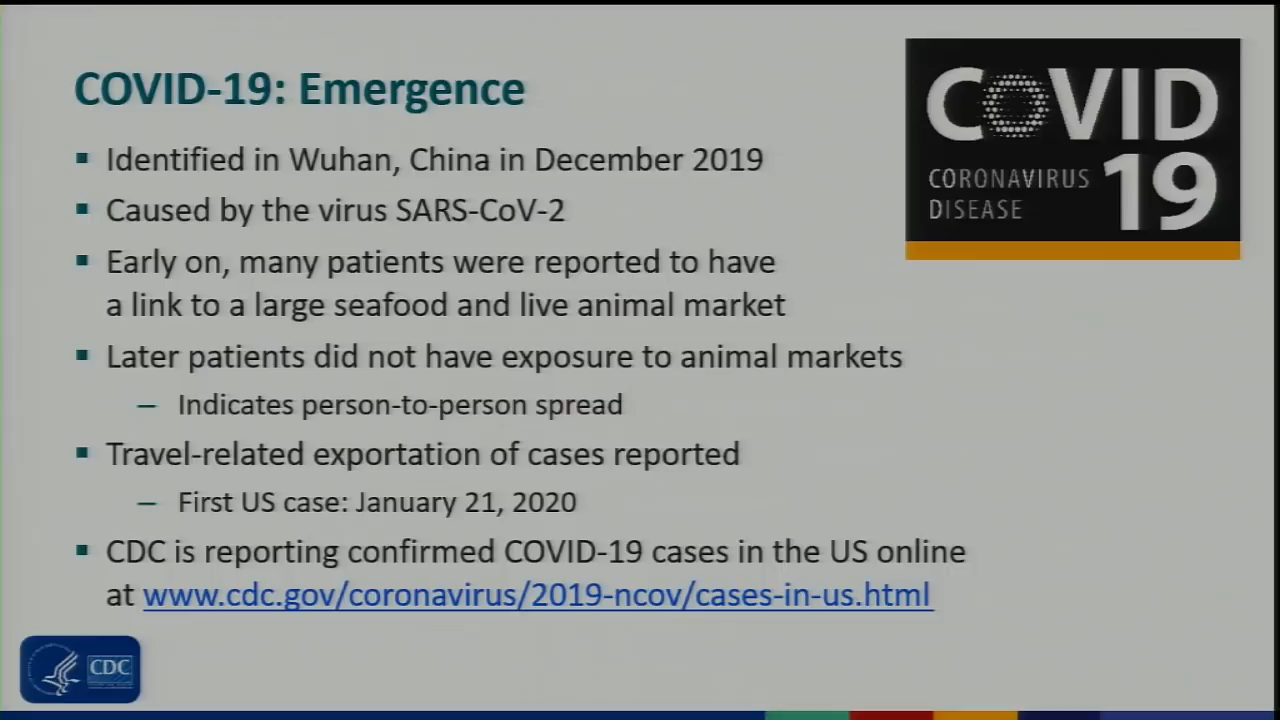 COVID-19: Emergence
COVID
CORONAVIRUS
DISEASE
19
▪ Identified in Wuhan, China in December 2019
▪ Caused by the virus SARS-CoV-2
▪ Early on, many patients were reported to have
a link to a large seafood and live animal market
▪ Later patients did not have exposure to animal markets
– Indicates person-to-person spread
▪ Travel-related exportation of cases reported
– First US case: January 21, 2020
▪ CDC is reporting confirmed COVID-19 cases in the US online
at www.cdc.gov/coronavirus/2019-ncov/cases-in-us.html
CDC